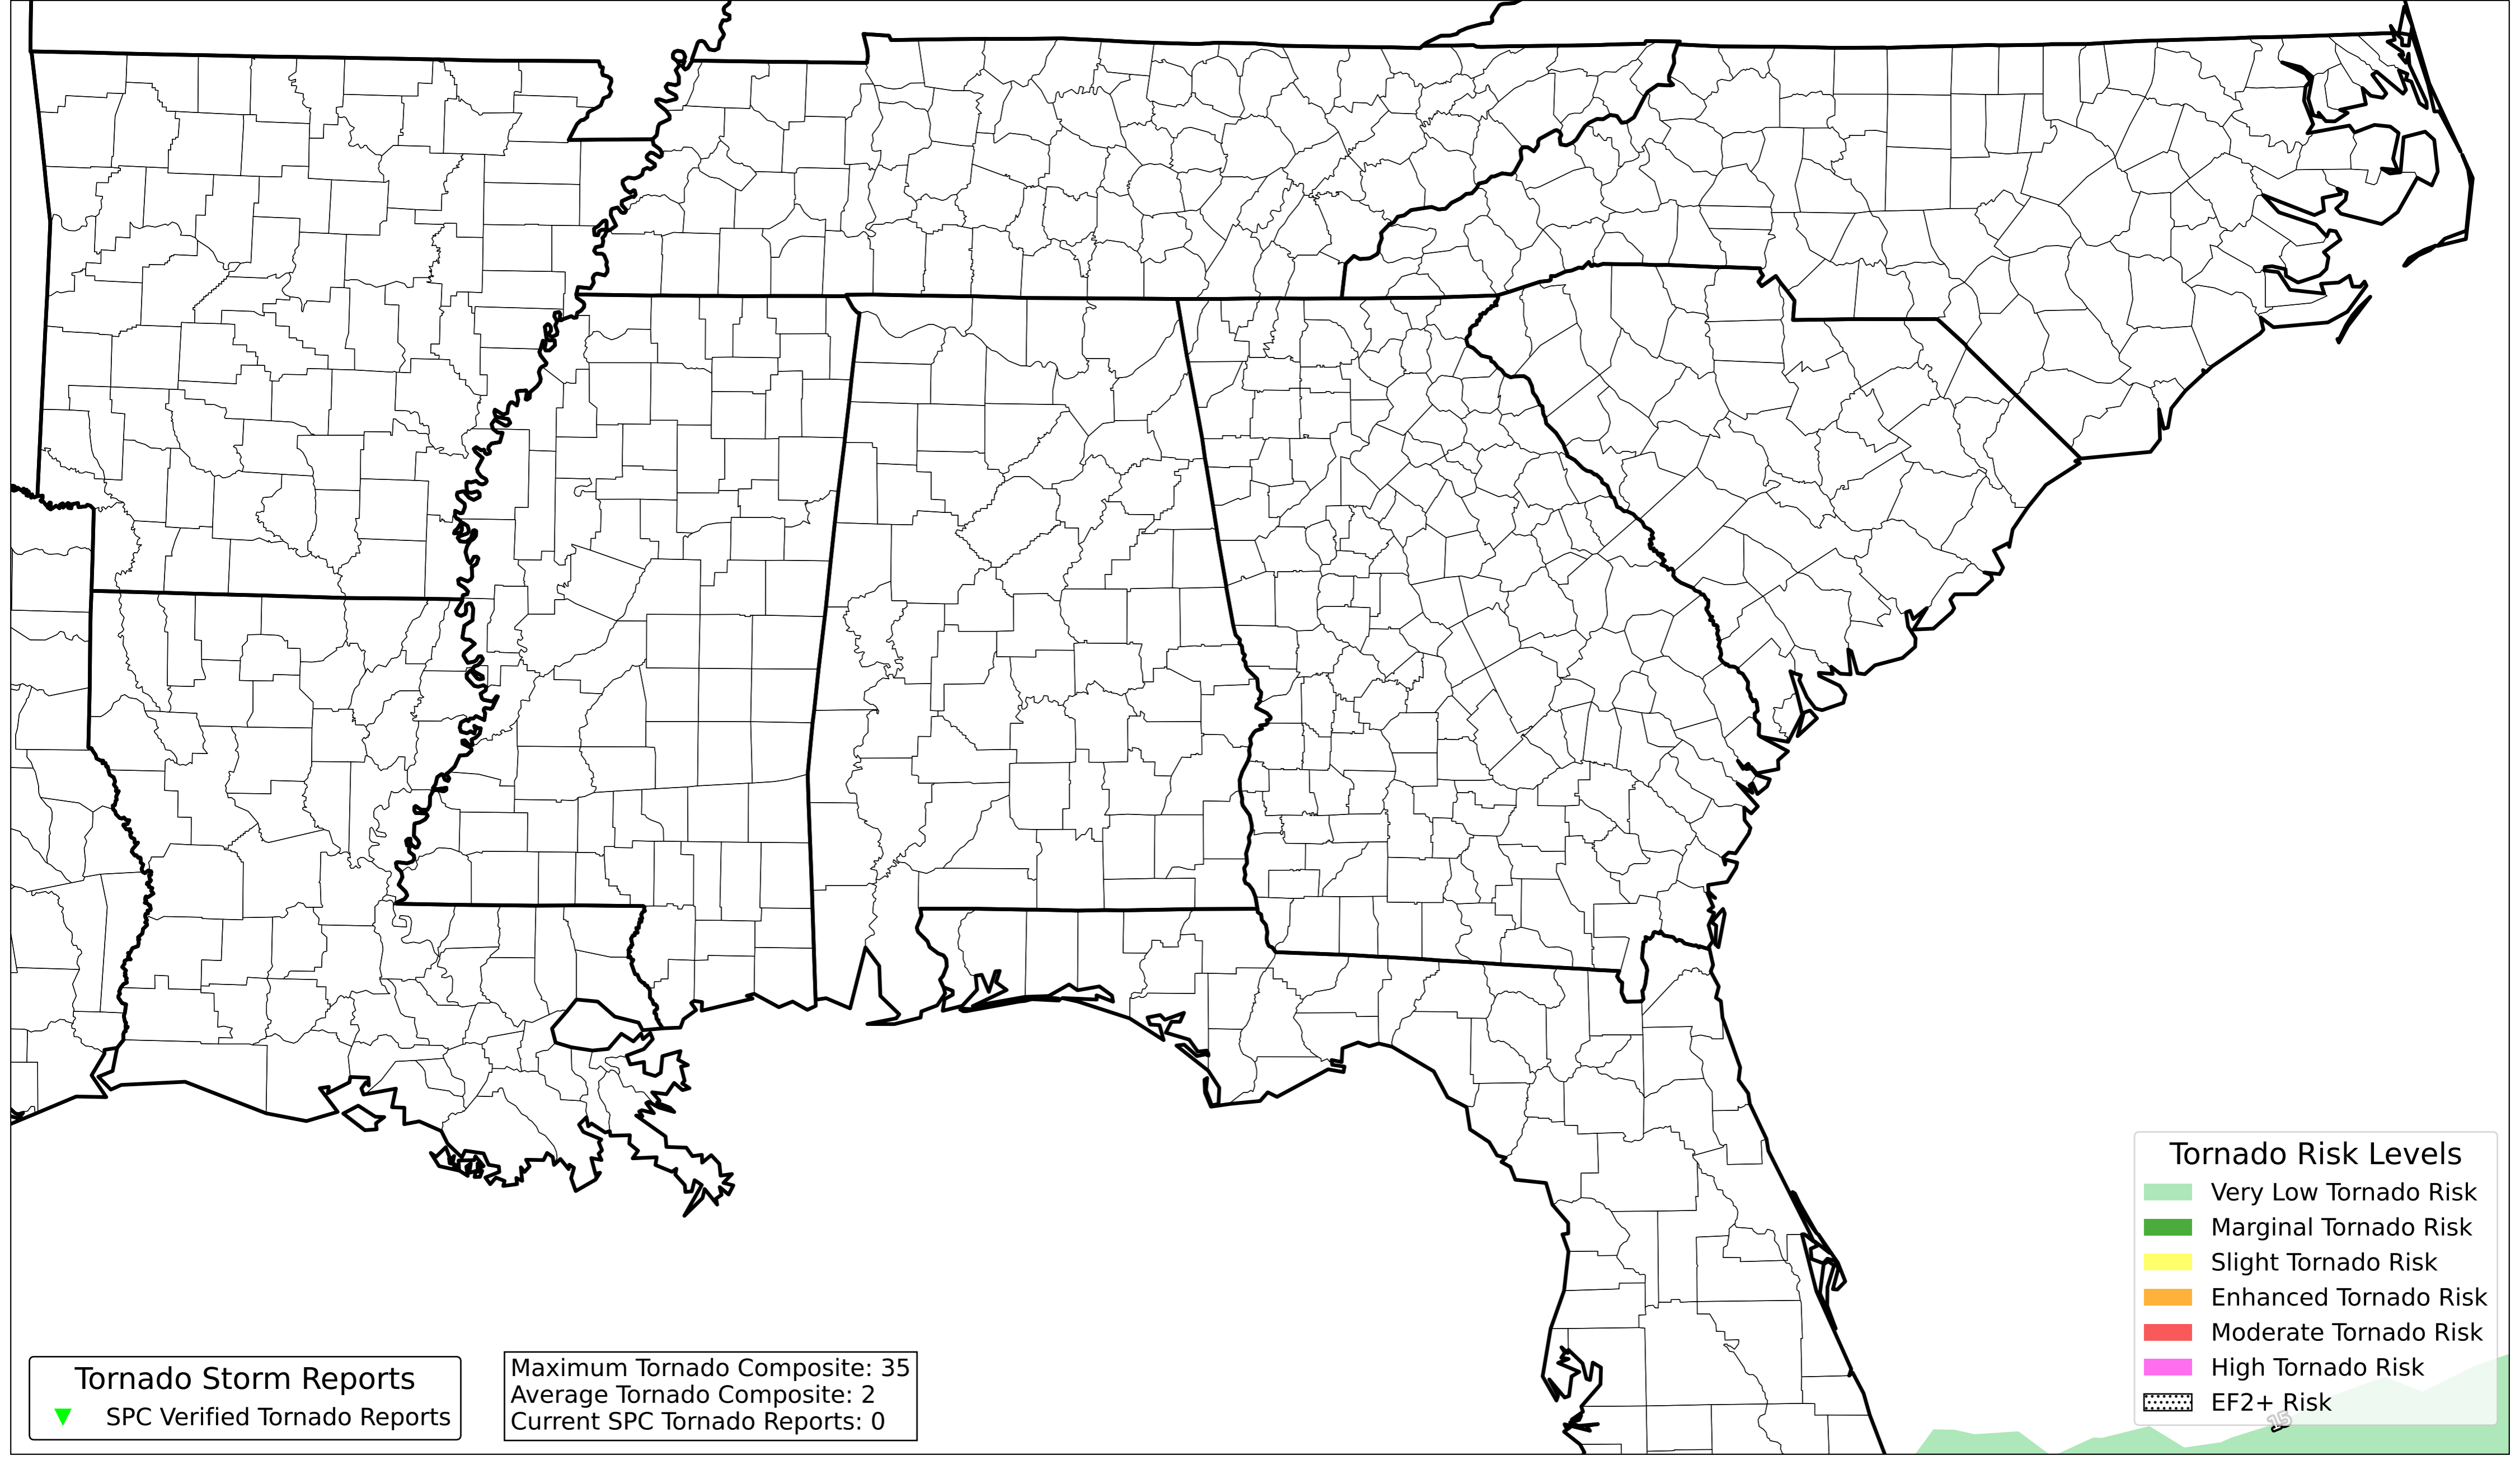 Tornado Risk Levels
Very Low Tornado Risk
Marginal Tornado Risk
Slight Tornado Risk
Enhanced Tornado Risk
Moderate Tornado Risk
High Tornado Risk
EF2+ Risk
15
Tornado Storm Reports
SPC Verified Tornado Reports
Maximum Tornado Composite: 35
Average Tornado Composite: 2
Current SPC Tornado Reports: 0